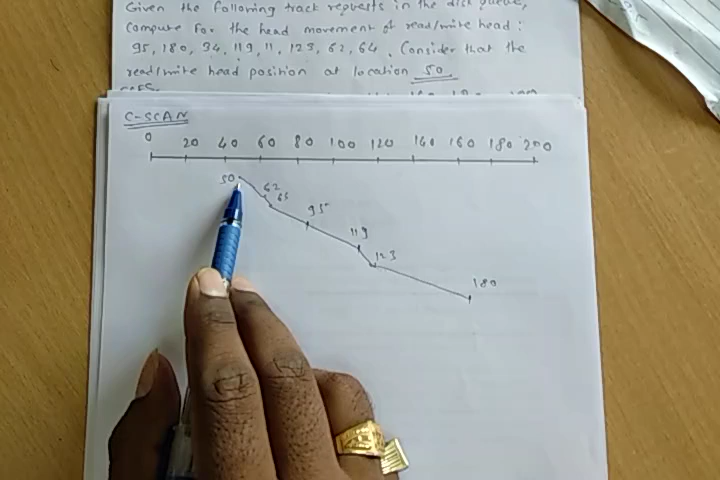 Given the following track requests in the disk queue,
compute for the head movement of read/write head:
95, 180, 34, 119, 11, 123, 62, 64. Consider that the
read/write head position at location 50.
C-SCAN
0 20 40 60 80 100 120 140 160 180 200
50
62
64
95
119
123
180